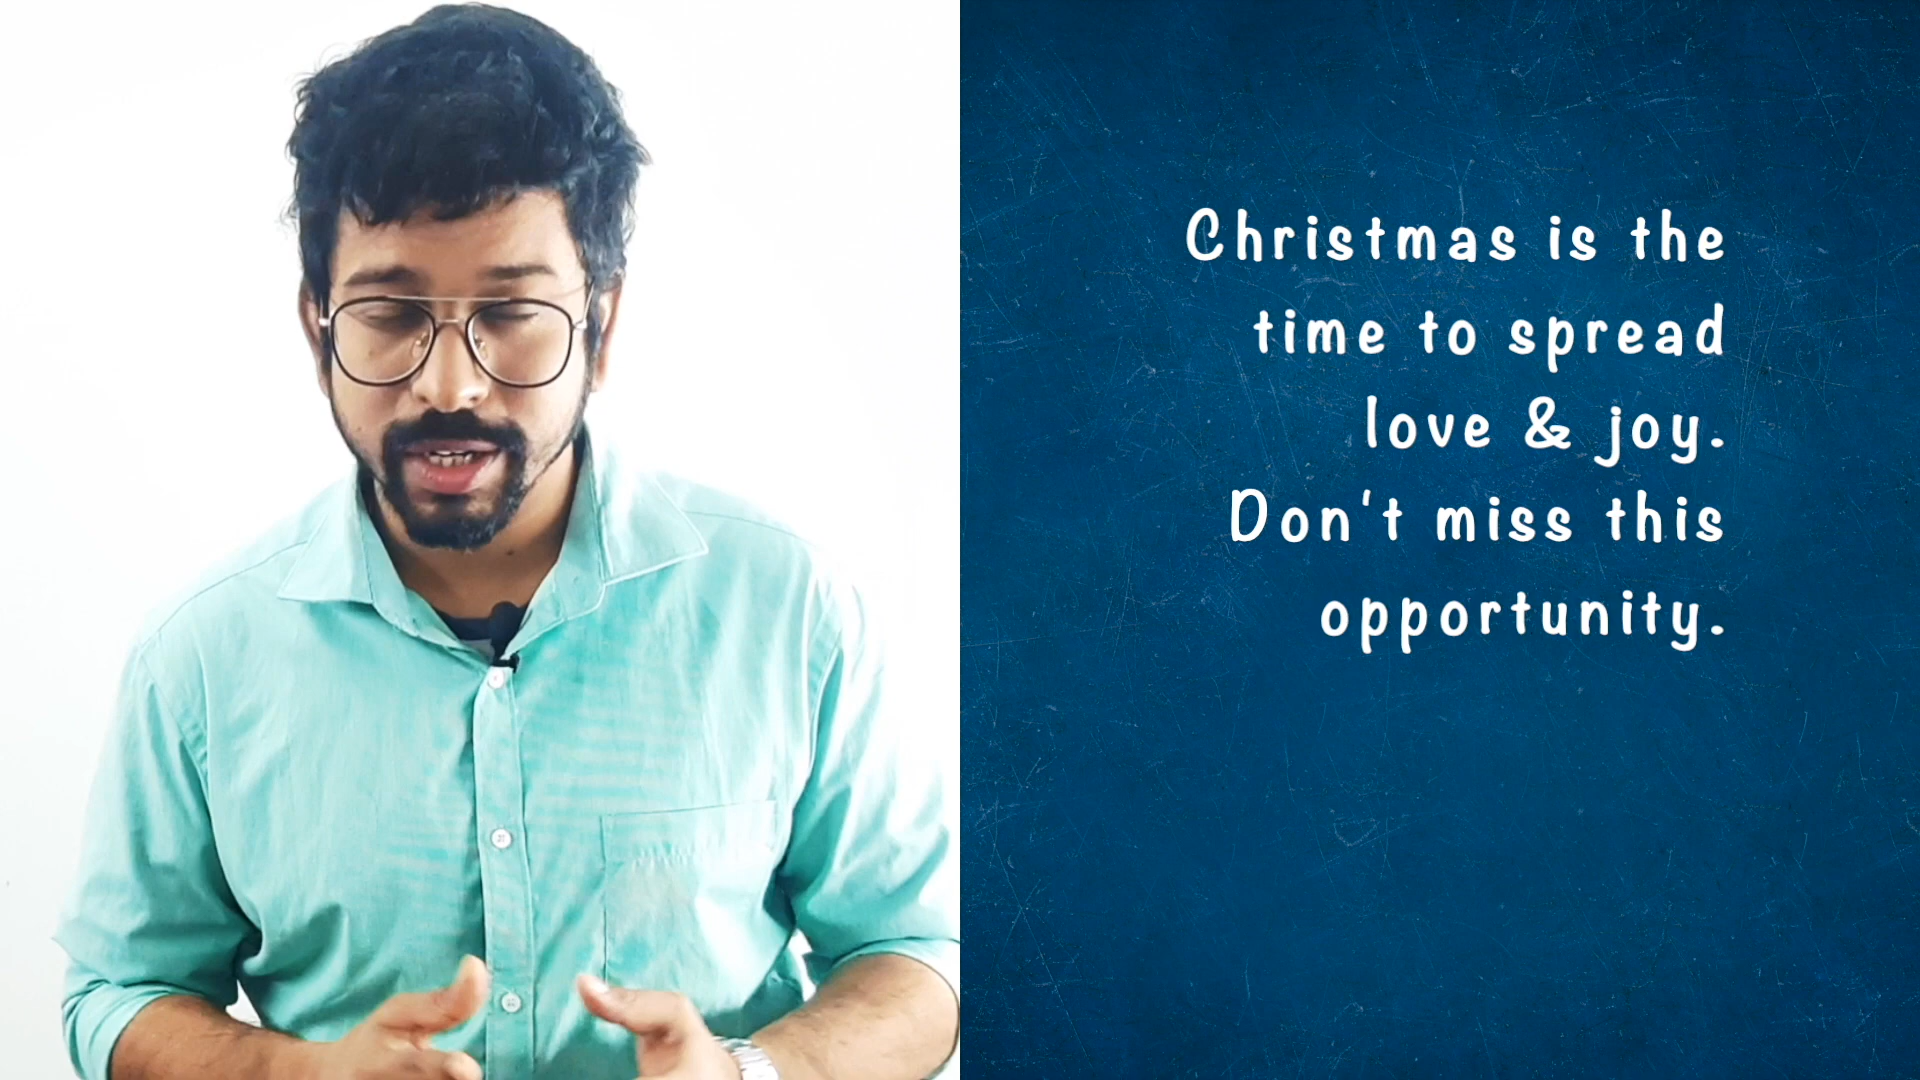 Christmas is the
time to spread
love & joy.
Don't miss this
opportunity.